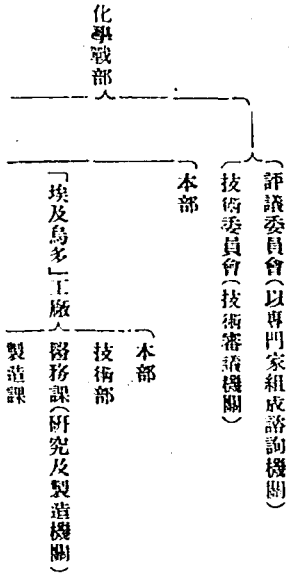 化學戰部
評議委員會(以專門家組成諮詢機關)
技術委員會(技術審議機關)
本部
「埃及烏多」工廠
本部
技術部
醫務課(研究及製造機關)
製造課